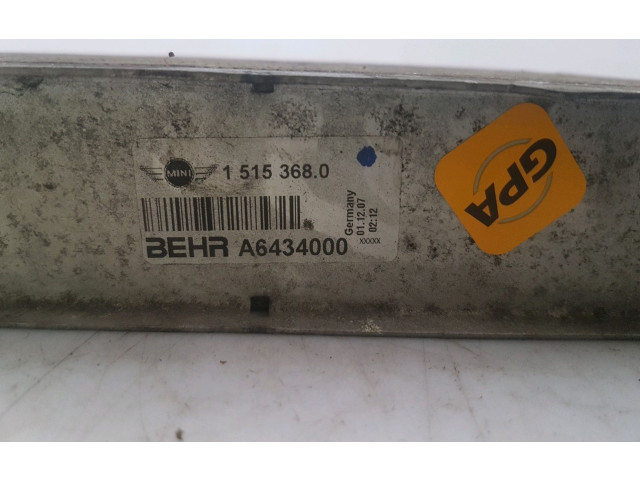 MINI 1 515 368.0
BEHR A6434000
Germany
01.12.07
02:12
xxxxx
GPA